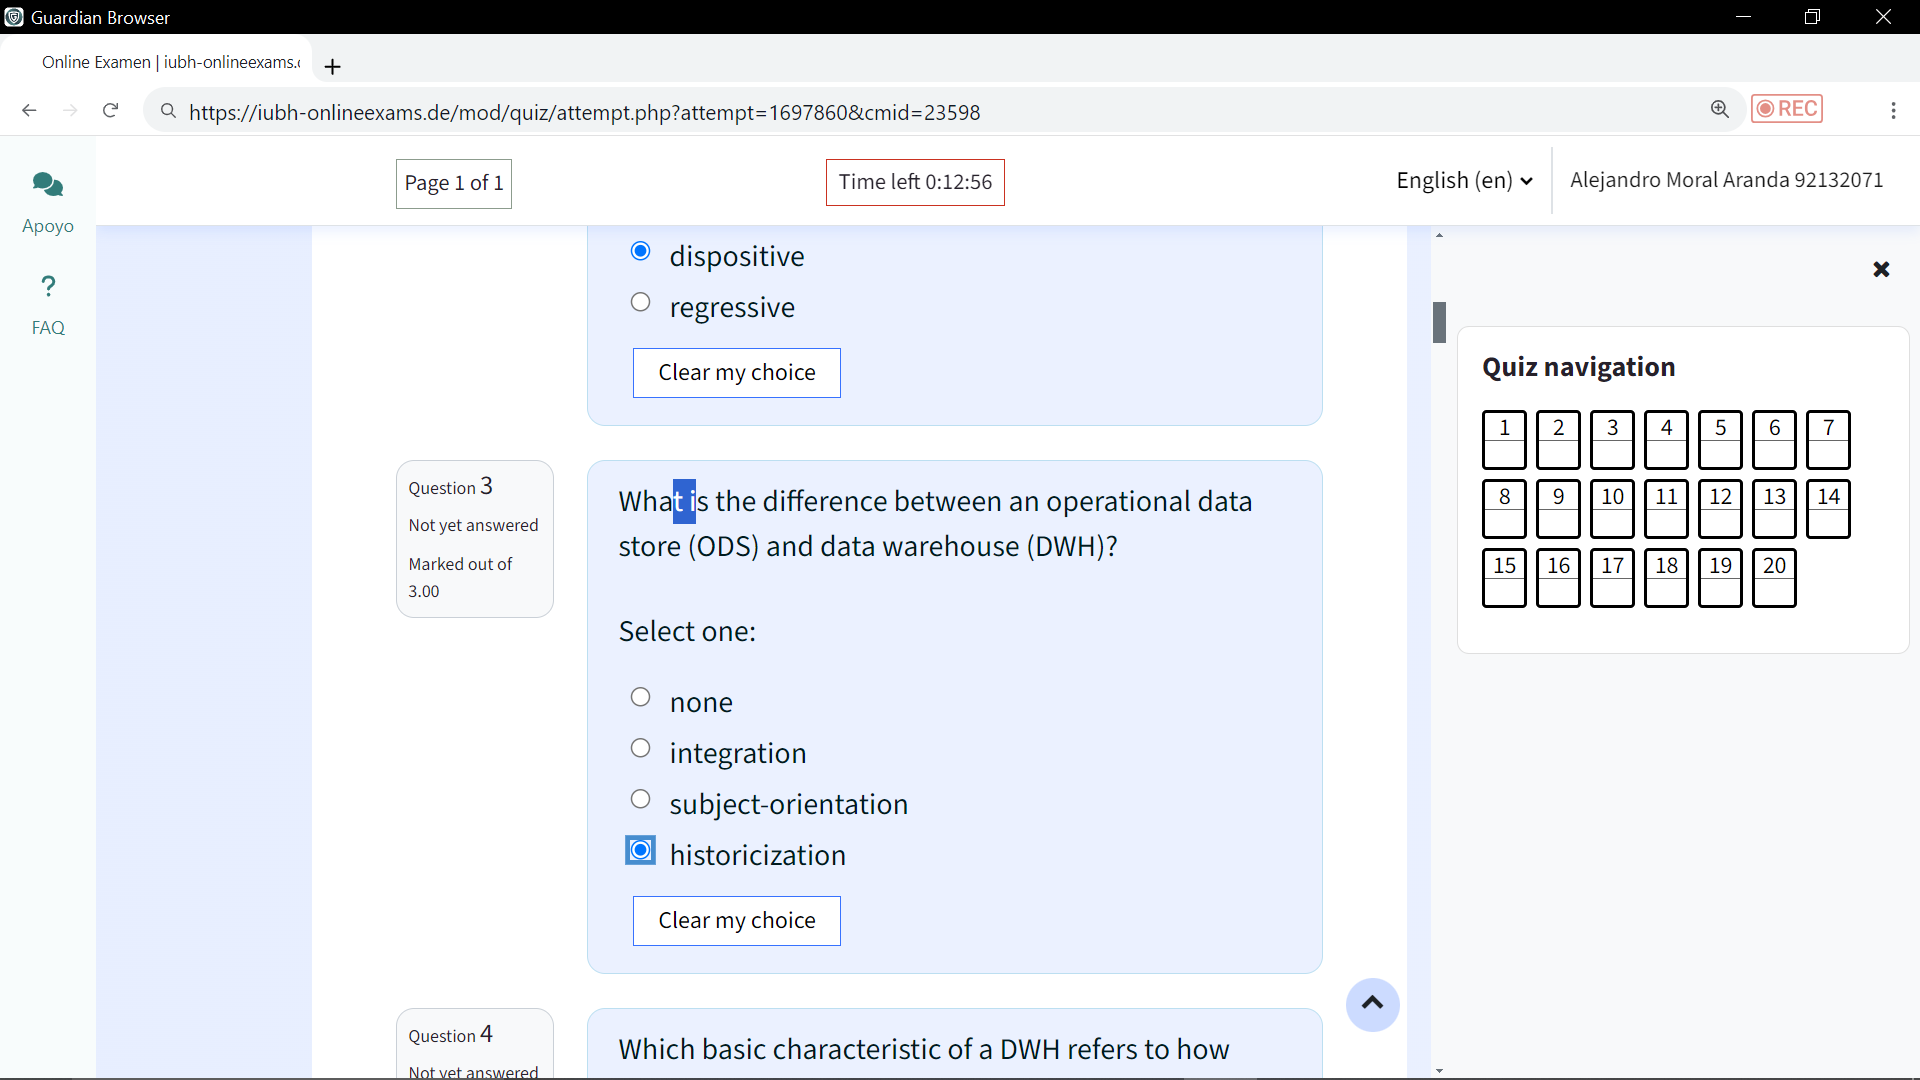 Guardian Browser
Online Examen | iubh-onlineexams.
https://iubh-onlineexams.de/mod/quiz/attempt.php?attempt=1697860&cmid=23598
REC
Page 1 of 1
Time left 0:12:56
English (en)
Alejandro Moral Aranda 92132071
Apoyo
?
FAQ
dispositive
regressive
Clear my choice
Question 3
Not yet answered
Marked out of
3.00
What is the difference between an operational data
store (ODS) and data warehouse (DWH)?
Select one:
none
integration
subject-orientation
historicization
Clear my choice
Question 4
Not yet answered
Which basic characteristic of a DWH refers to how
Quiz navigation
1 2 3 4 5 6 7
8 9 10 11 12 13 14
15 16 17 18 19 20